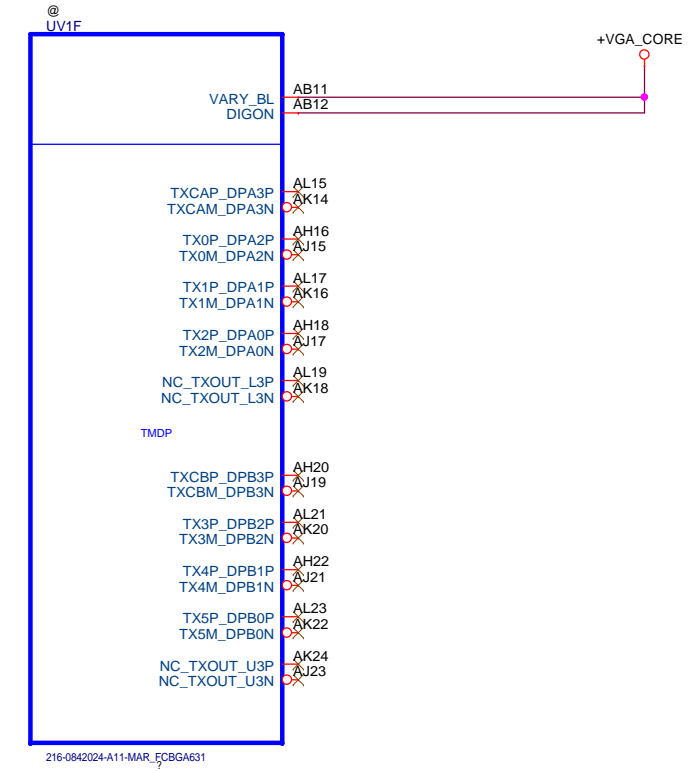 @
UV1F
+VGA_CORE
VARY_BL AB11
DIGON AB12
TXCAP_DPA3P AL15
TXCAM_DPA3N AK14
TX0P_DPA2P AH16
TX0M_DPA2N AJ15
TX1P_DPA1P AL17
TX1M_DPA1N AK16
TX2P_DPA0P AH18
TX2M_DPA0N AJ17
NC_TXOUT_L3P AL19
NC_TXOUT_L3N AK18
TMDP
TXCBP_DPB3P AH20
TXCBM_DPB3N AJ19
TX3P_DPB2P AL21
TX3M_DPB2N AK20
TX4P_DPB1P AH22
TX4M_DPB1N AJ21
TX5P_DPB0P AL23
TX5M_DPB0N AK22
NC_TXOUT_U3P AK24
NC_TXOUT_U3N AJ23
216-0842024-A11-MAR_FCBGA631
?